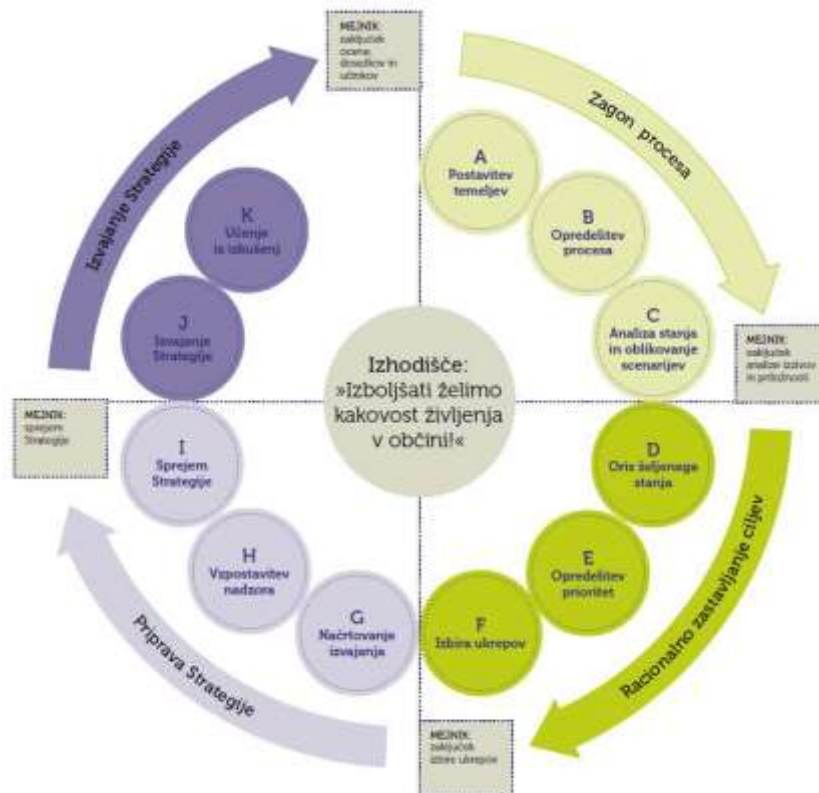 MEJNIK:
zaključek
ocene,
dosežkov in
učinkov
Zagon procesa
A
Postavitev
temeljev
B
Opredelitev
procesa
C
Analiza stanja
in oblikovanje
scenarijev
MEJNIK:
zaključek
analize izzivov
in priložnosti
Izhodišče:
»Izboljšati želimo
kakovost življenja
v občini!«
D
Oris željenega
stanja
E
Opredelitev
prioritet
F
Izbira ukrepov
Racionalno zastavljanje ciljev
MEJNIK:
zaključek
izbire ukrepov
G
Načrtovanje
izvajanja
H
Vzpostavitev
nadzora
I
Sprejem
Strategije
Priprava Strategije
MEJNIK:
sprejem
Strategije
J
Izvajanje
Strategije
K
Učenje
iz izkušenj
Izvajanje Strategije